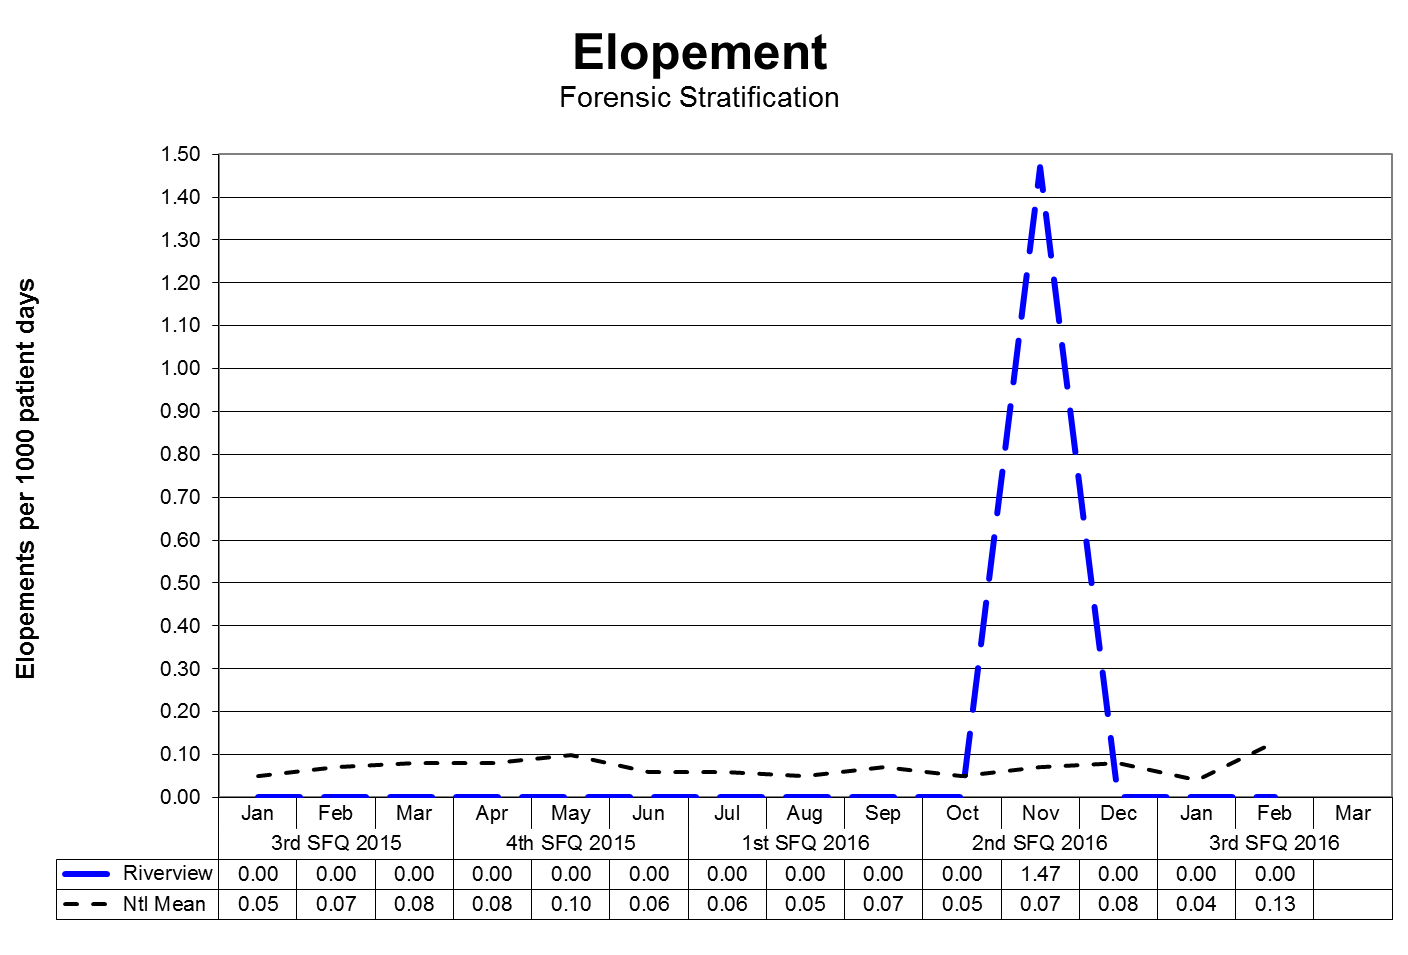 Elopement
Forensic Stratification
Elopements per 1000 patient days
1.50
1.40
1.30
1.20
1.10
1.00
0.90
0.80
0.70
0.60
0.50
0.40
0.30
0.20
0.10
0.00
Jan Feb Mar Apr May Jun Jul Aug Sep Oct Nov Dec Jan Feb Mar
3rd SFQ 2015 4th SFQ 2015 1st SFQ 2016 2nd SFQ 2016 3rd SFQ 2016
Riverview 0.00 0.00 0.00 0.00 0.00 0.00 0.00 0.00 0.00 0.00 1.47 0.00 0.00 0.00
Ntl Mean 0.05 0.07 0.08 0.08 0.10 0.06 0.06 0.05 0.07 0.05 0.07 0.08 0.04 0.13